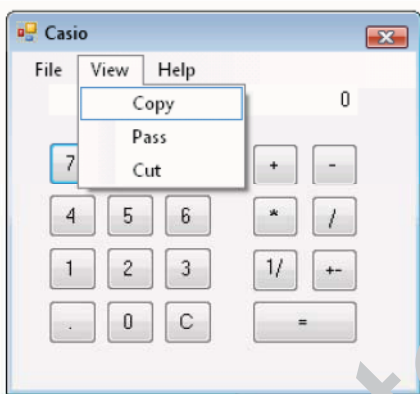 Casio
File View Help
0
Copy
Pass
Cut
7 + -
4 5 6 * /
1 2 3 1/ +-
. 0 C =